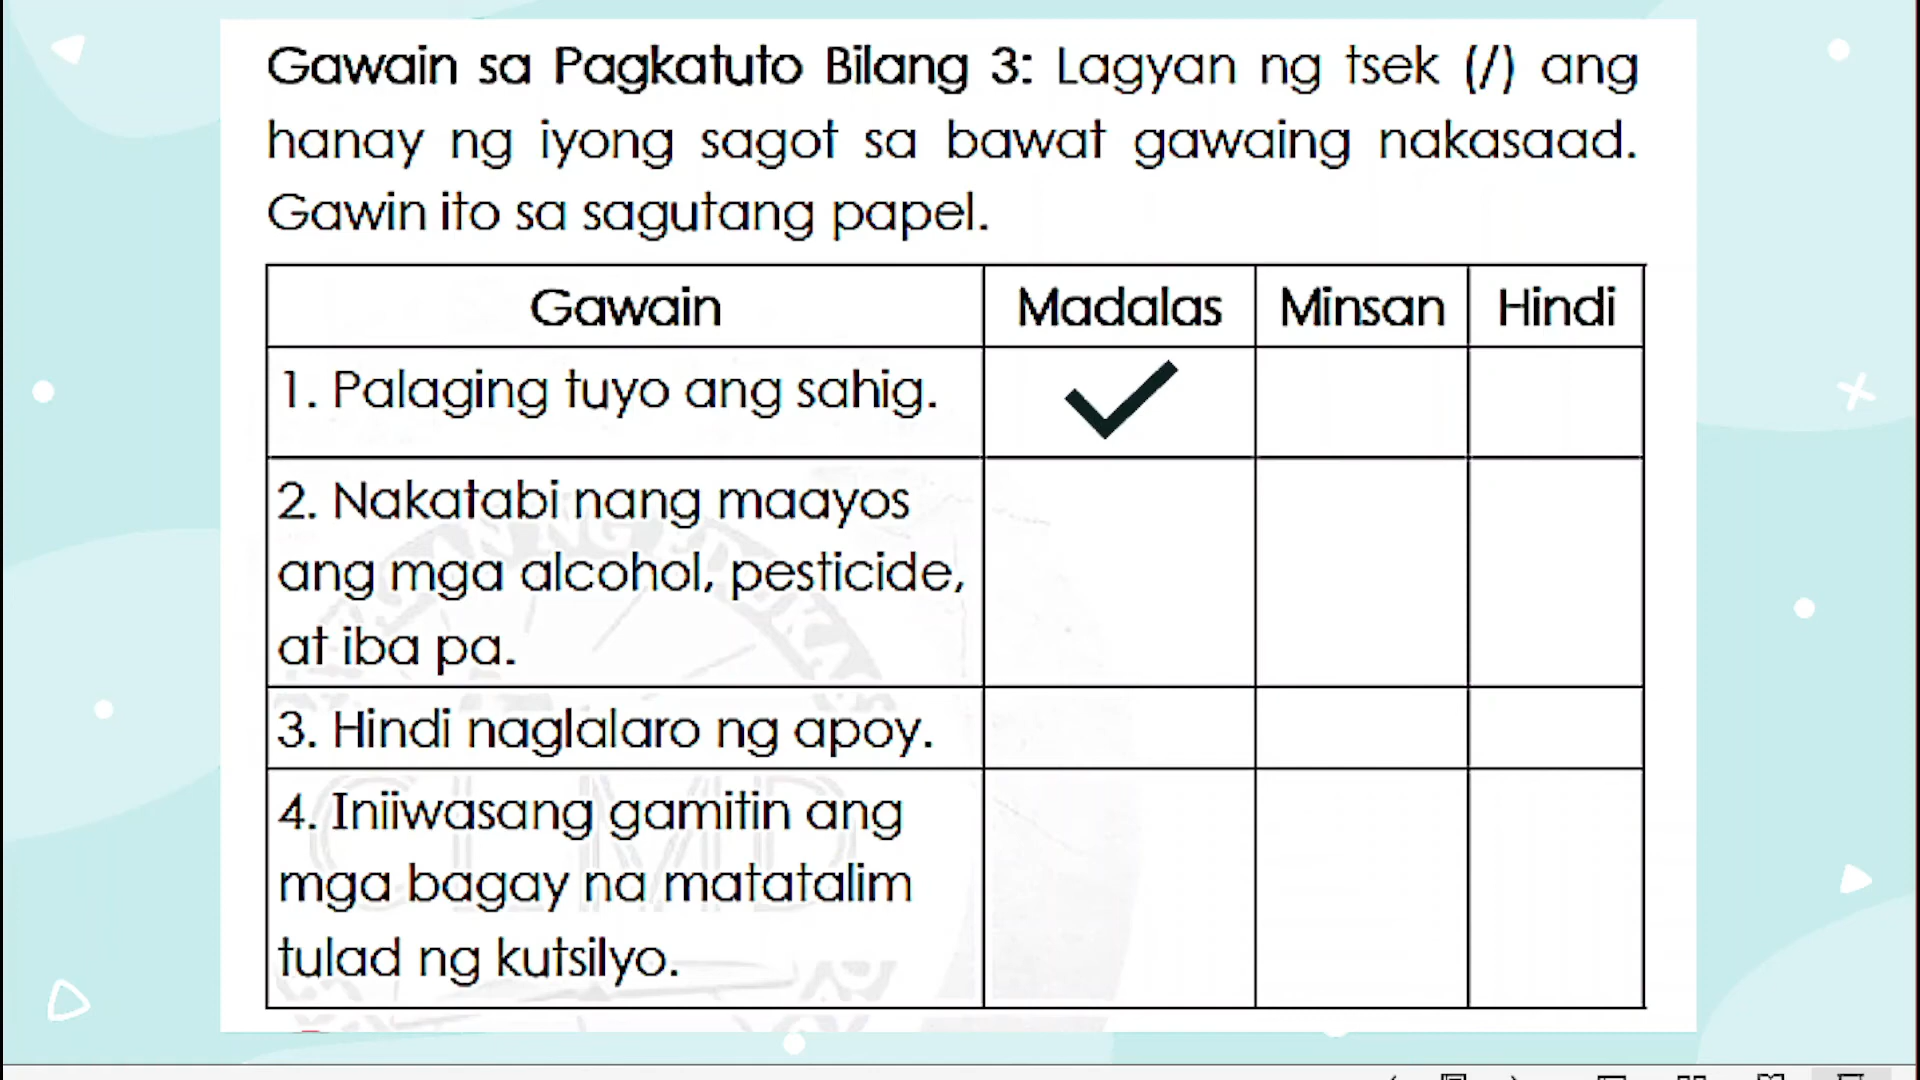 Gawain sa Pagkatuto Bilang 3: Lagyan ng tsek (/) ang
hanay ng iyong sagot sa bawat gawaing nakasaad.
Gawin ito sa sagutang papel.
Gawain Madalas Minsan Hindi
1. Palaging tuyo ang sahig.
2. Nakatabi nang maayos
ang mga alcohol, pesticide,
at iba pa.
3. Hindi naglalaro ng apoy.
4. Iniiwasang gamitin ang
mga bagay na matatalim
tulad ng kutsilyo.
CLMD